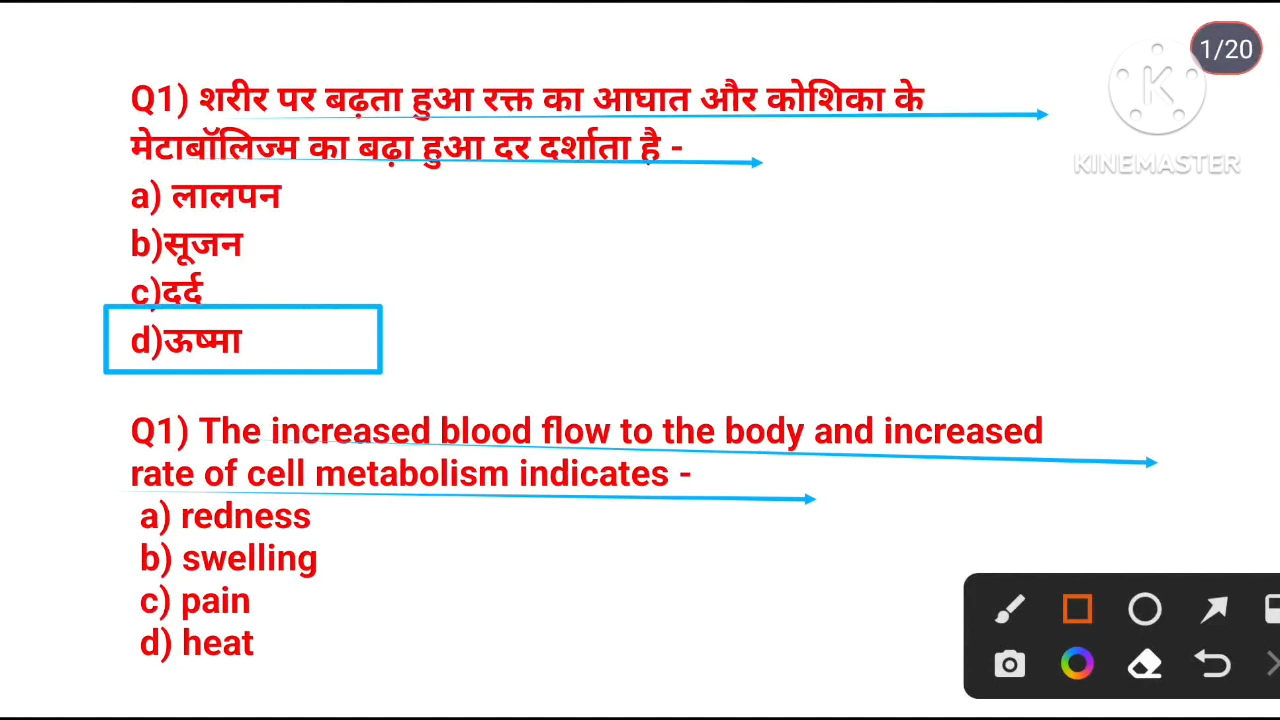 1/20
KINEMASTER
Q1) शरीर पर बढ़ता हुआ रक्त का आघात और कोशिका के
मेटाबॉलिज्म का बढ़ा हुआ दर दर्शाता है -
a) लालपन
b)सूजन
c)दर्द
d)ऊष्मा
Q1) The increased blood flow to the body and increased
rate of cell metabolism indicates -
a) redness
b) swelling
c) pain
d) heat